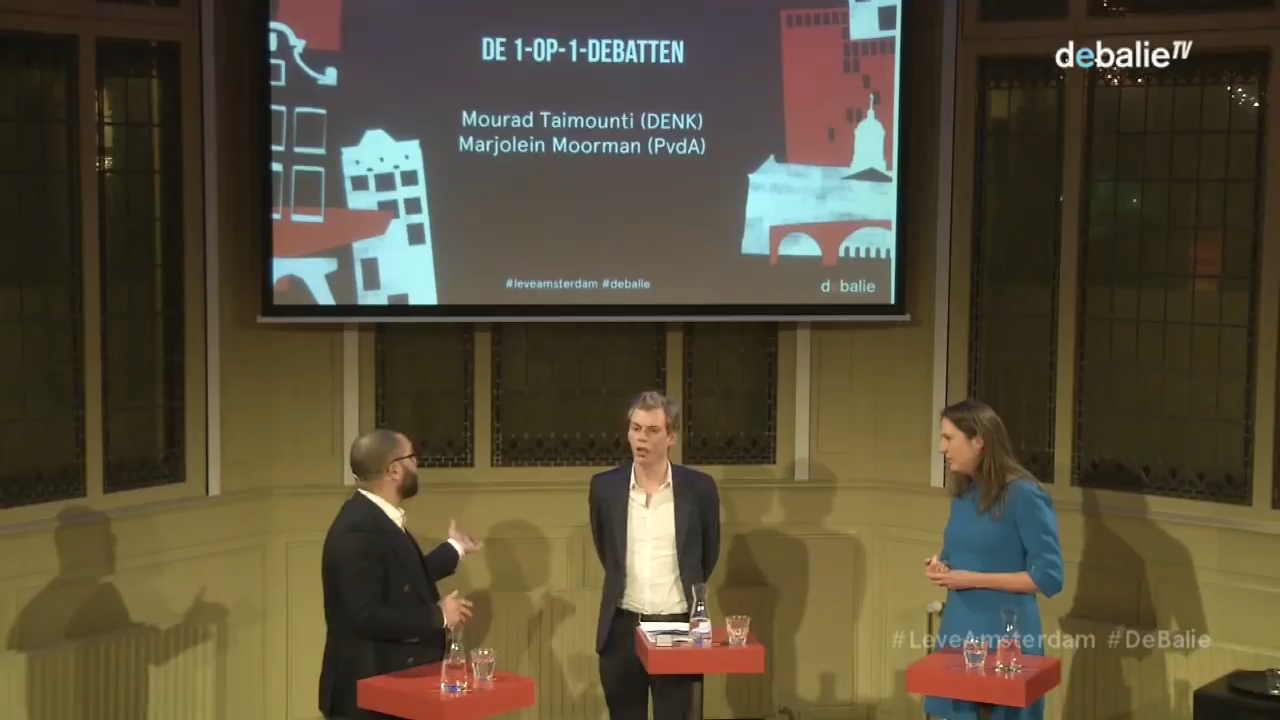 DE 1-OP-1-DEBATTEN
debalieTV
Mourad Taimounti (DENK)
Marjolein Moorman (PvdA)
#leveamsterdam #debalie
debalie
#LeveAmsterdam #DeBalie